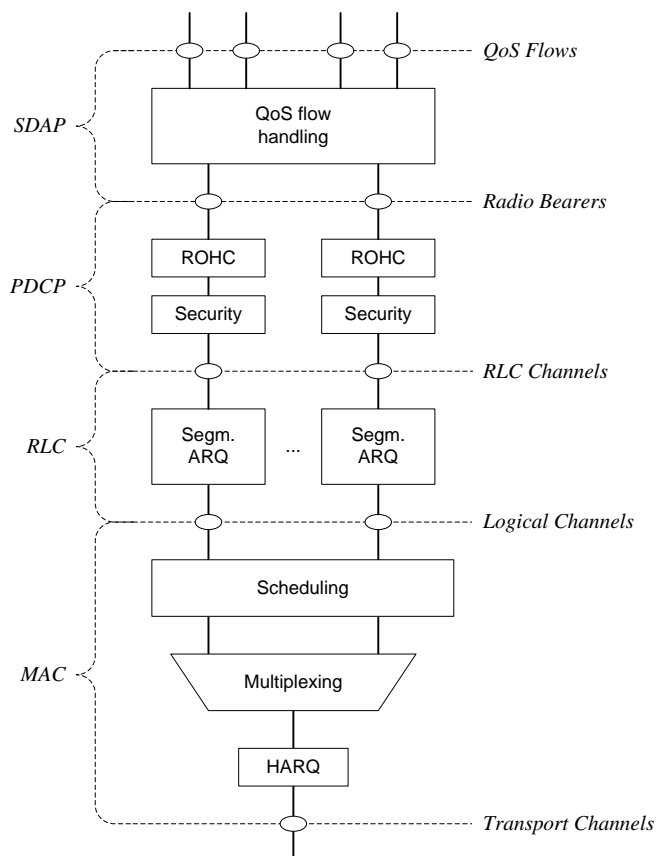 QoS Flows
QoS flow
handling
SDAP
Radio Bearers
ROHC
ROHC
PDCP
Security
Security
RLC Channels
Segm.
ARQ
...
Segm.
ARQ
RLC
Logical Channels
Scheduling
MAC
Multiplexing
HARQ
Transport Channels